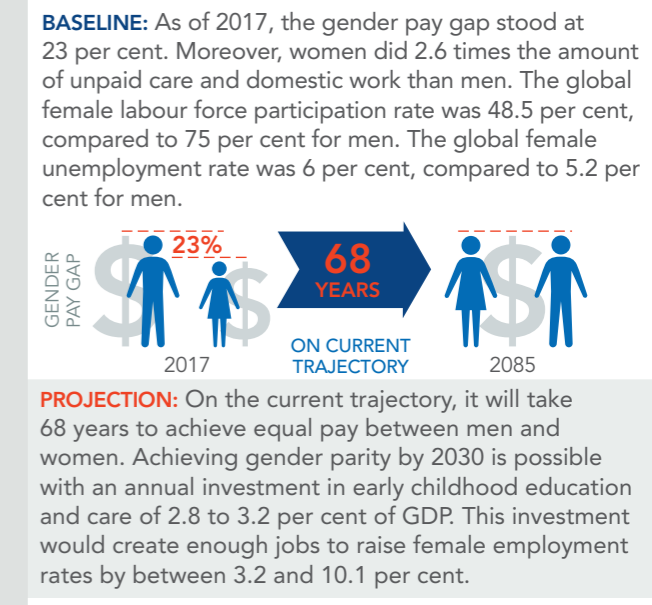 BASELINE: As of 2017, the gender pay gap stood at
23 per cent. Moreover, women did 2.6 times the amount
of unpaid care and domestic work than men. The global
female labour force participation rate was 48.5 per cent,
compared to 75 per cent for men. The global female
unemployment rate was 6 per cent, compared to 5.2 per
cent for men.
GENDER
PAY GAP
$
23%
$
2017
68
YEARS
ON CURRENT
TRAJECTORY
$
2085
PROJECTION: On the current trajectory, it will take
68 years to achieve equal pay between men and
women. Achieving gender parity by 2030 is possible
with an annual investment in early childhood education
and care of 2.8 to 3.2 per cent of GDP. This investment
would create enough jobs to raise female employment
rates by between 3.2 and 10.1 per cent.